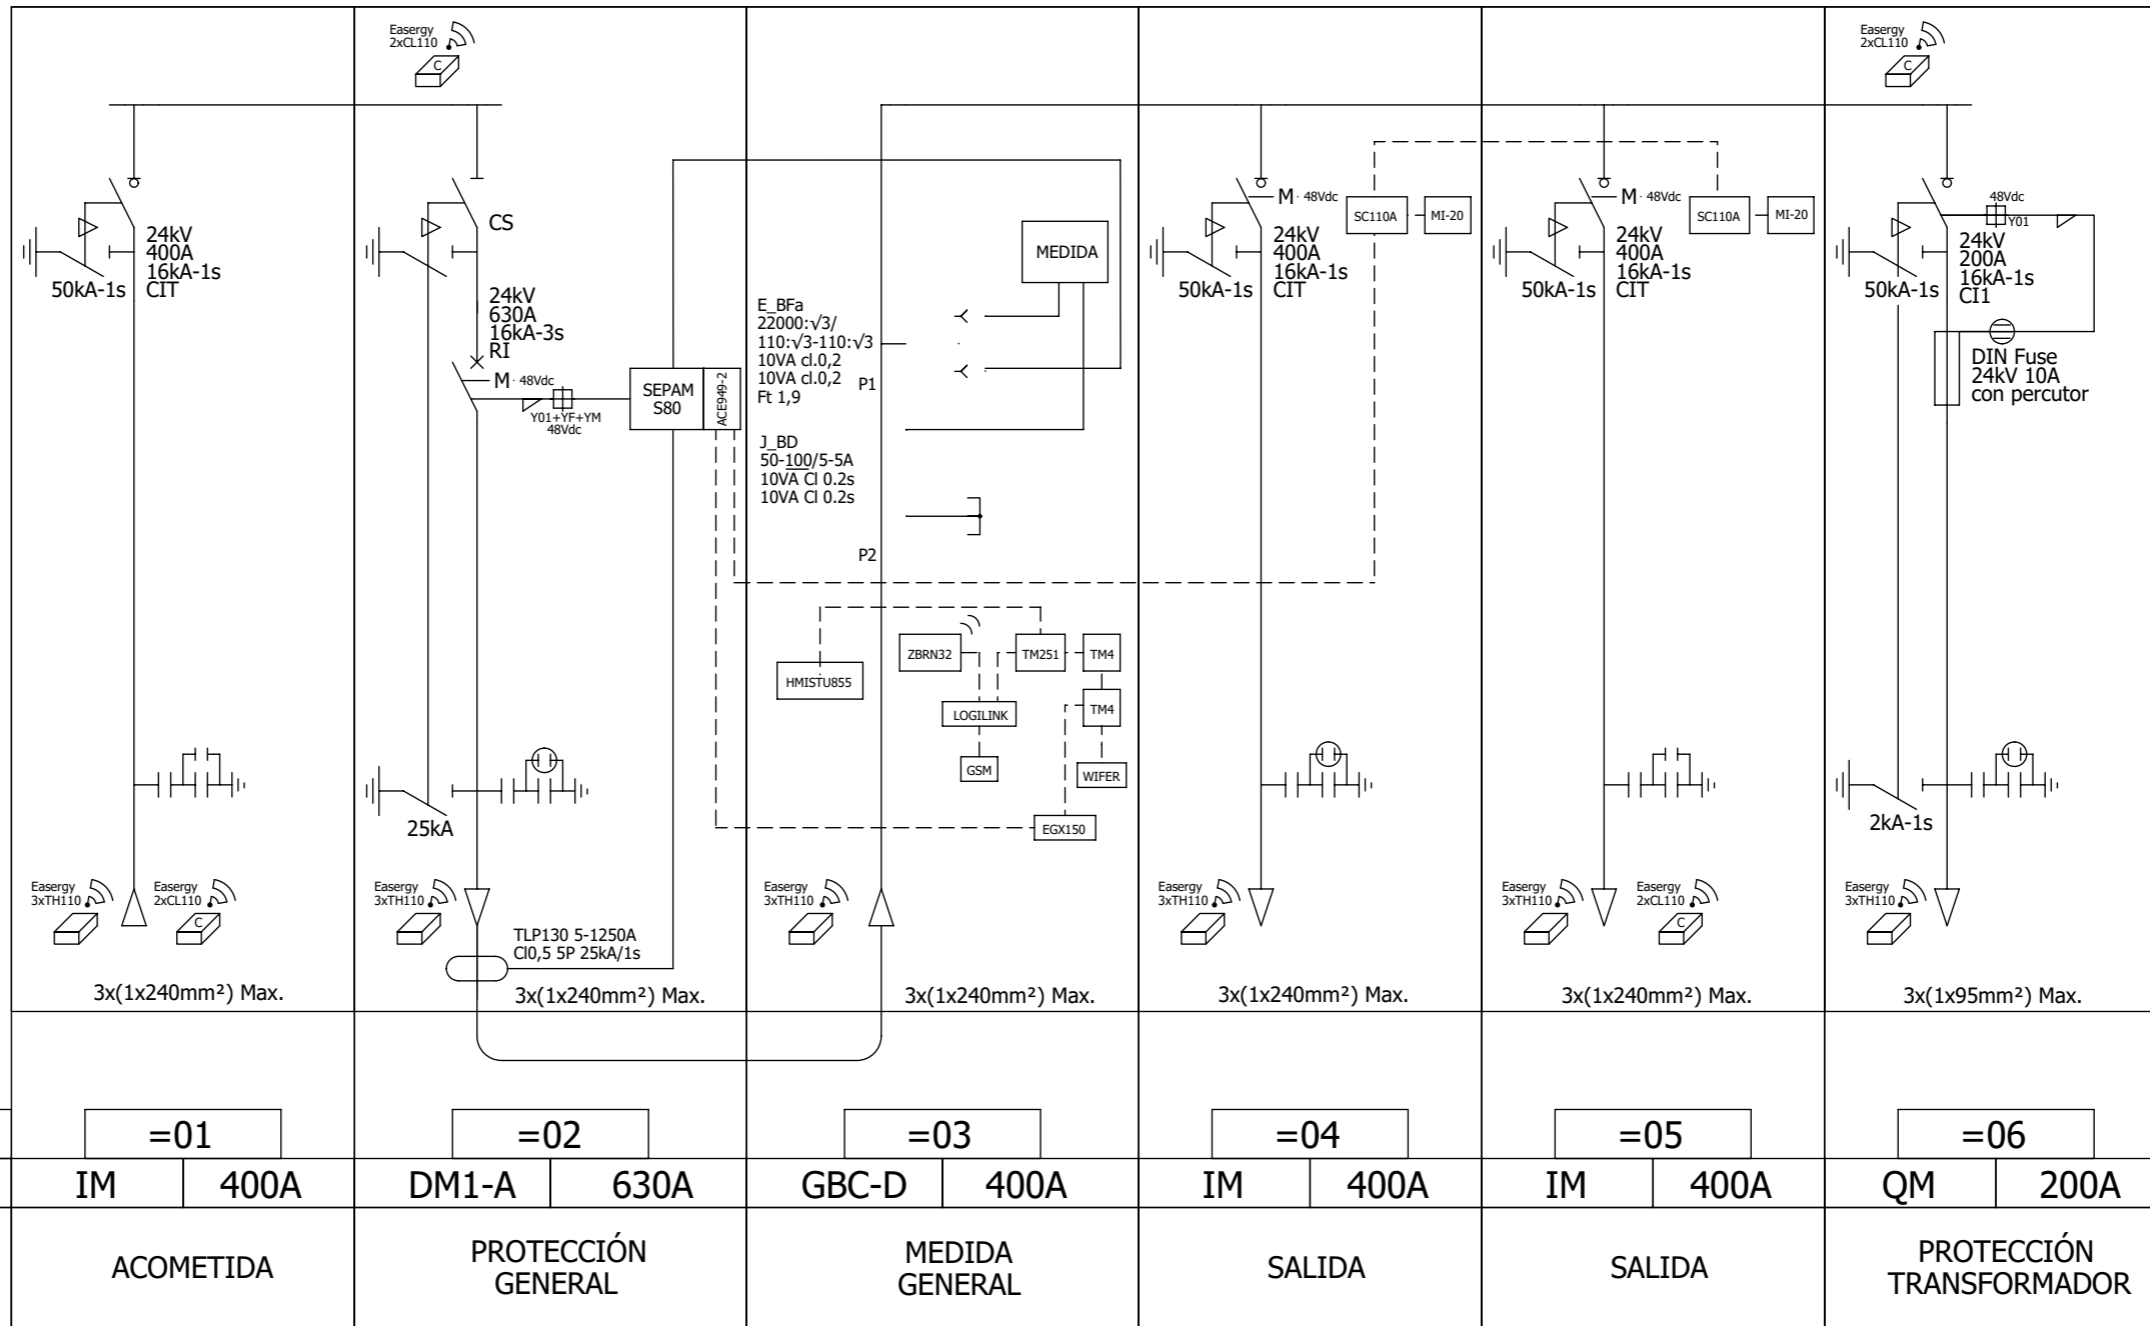 Easergy
2xCL110
C
Easergy
2xCL110
C
24kV
400A
16kA-1s
CIT
50kA-1s
Easergy
3xTH110
Easergy
2xCL110
C
3x(1x240mm²) Max.
CS
24kV
630A
16kA-3s
RI
M
48Vdc
Y01+YF+YM
48Vdc
SEPAM
S80
ACE949-2
25kA
Easergy
3xTH110
TLP130 5-1250A
Cl0,5 5P 25kA/1s
3x(1x240mm²) Max.
MEDIDA
E_BFa
22000:√3/
110:√3-110:√3
10VA cl.0,2
10VA cl.0,2
Ft 1,9
P1
J_BD
50-100/5-5A
10VA Cl 0.2s
10VA Cl 0.2s
P2
ZBRN32
TM251
TM4
HMISTU855
LOGILINK
TM4
GSM
WIFER
EGX150
Easergy
3xTH110
3x(1x240mm²) Max.
M
48Vdc
SC110A
MI-20
24kV
400A
16kA-1s
CIT
50kA-1s
Easergy
3xTH110
3x(1x240mm²) Max.
M
48Vdc
SC110A
MI-20
24kV
400A
16kA-1s
CIT
50kA-1s
Easergy
3xTH110
Easergy
2xCL110
C
3x(1x240mm²) Max.
48Vdc
Y01
24kV
200A
16kA-1s
CI1
50kA-1s
DIN Fuse
24kV 10A
con percutor
2kA-1s
Easergy
3xTH110
3x(1x95mm²) Max.
=01
=02
=03
=04
=05
=06
IM 400A
DM1-A 630A
GBC-D 400A
IM 400A
IM 400A
QM 200A
ACOMETIDA
PROTECCIÓN
GENERAL
MEDIDA
GENERAL
SALIDA
SALIDA
PROTECCIÓN
TRANSFORMADOR